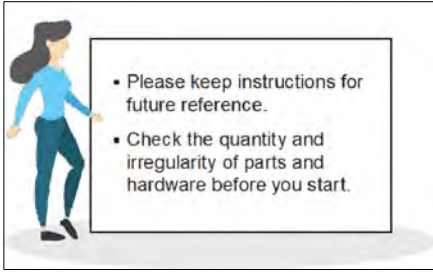 ▪ Please keep instructions for
future reference.
▪ Check the quantity and
irregularity of parts and
hardware before you start.